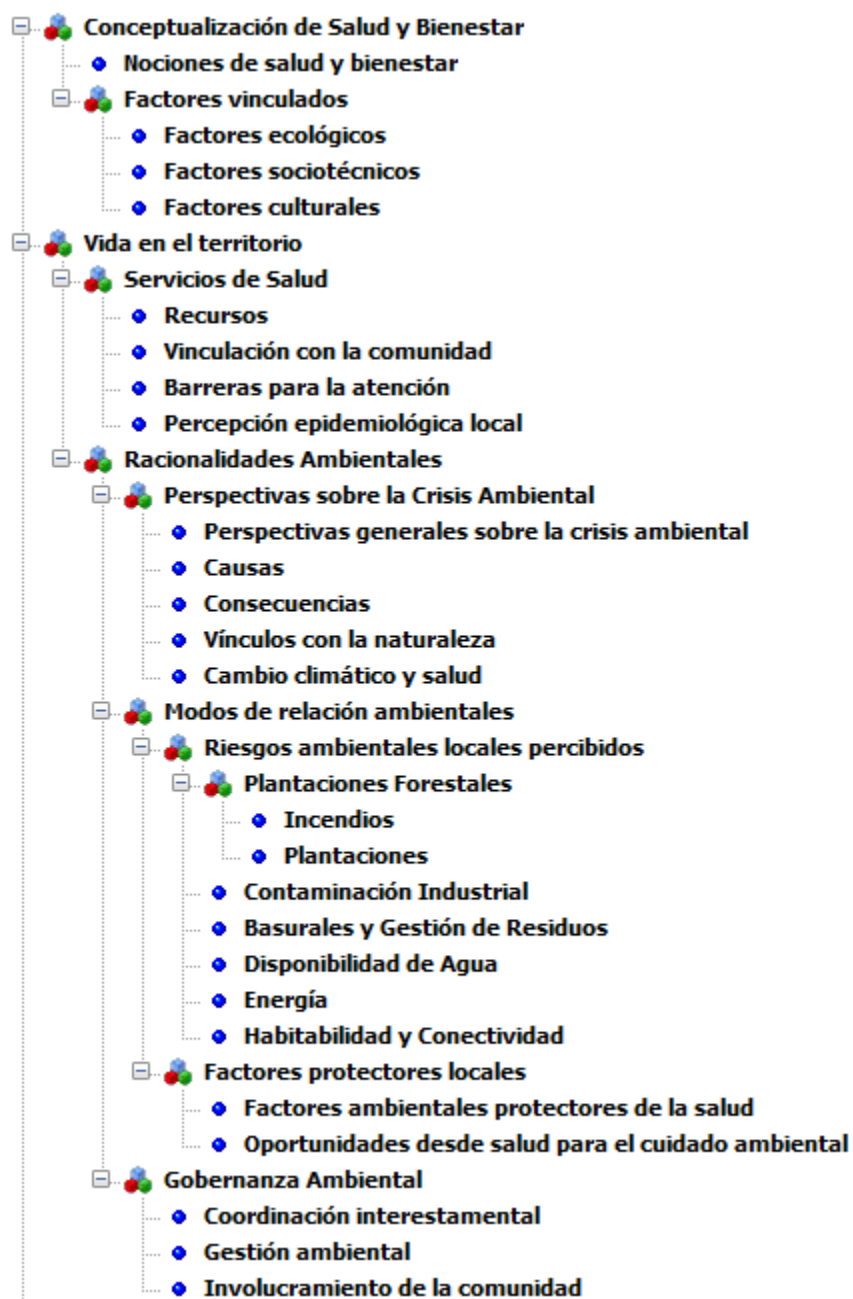 Conceptualización de Salud y Bienestar
Nociones de salud y bienestar
Factores vinculados
Factores ecológicos
Factores sociotécnicos
Factores culturales
Vida en el territorio
Servicios de Salud
Recursos
Vinculación con la comunidad
Barreras para la atención
Percepción epidemiológica local
Racionalidades Ambientales
Perspectivas sobre la Crisis Ambiental
Perspectivas generales sobre la crisis ambiental
Causas
Consecuencias
Vínculos con la naturaleza
Cambio climático y salud
Modos de relación ambientales
Riesgos ambientales locales percibidos
Plantaciones Forestales
Incendios
Plantaciones
Contaminación Industrial
Basurales y Gestión de Residuos
Disponibilidad de Agua
Energía
Habitabilidad y Conectividad
Factores protectores locales
Factores ambientales protectores de la salud
Oportunidades desde salud para el cuidado ambiental
Gobernanza Ambiental
Coordinación interestamental
Gestión ambiental
Involucramiento de la comunidad